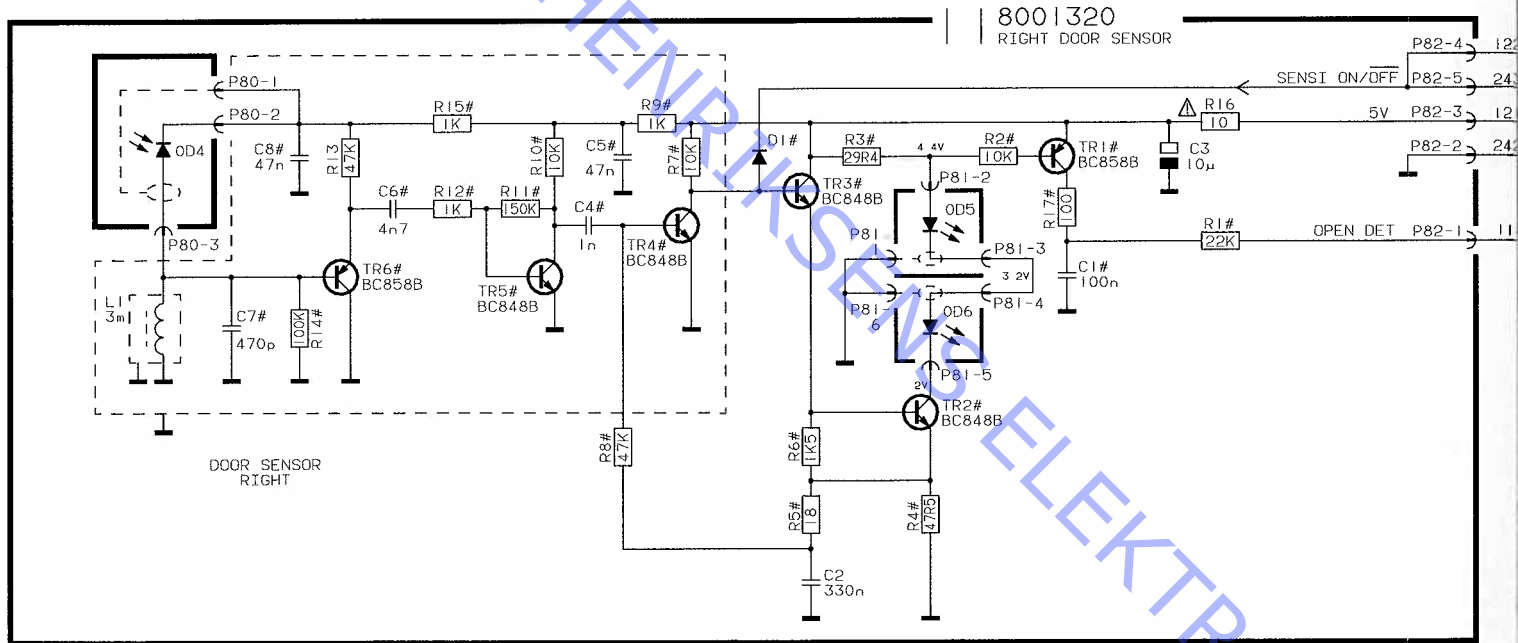 8001320
RIGHT DOOR SENSOR
P82-4
SENSI ON/OFF
P82-5
5V
P82-3
P82-2
OPEN DET
P82-1
P80-1
P80-2
P80-3
OD4
C8#
47n
R13
47K
R15#
1K
R9#
1K
R10#
10K
C5#
47n
R7#
10K
D1#
R3#
29R4
4 4V
R2#
10K
TR1#
BC858B
R16
10
C3
10µ
R17#
100
R1#
22K
C1#
100n
C6#
4n7
R12#
1K
R11#
150K
C4#
1n
TR4#
BC848B
TR3#
BC848B
P81-2
OD5
P81
P81-3
3 2V
P81-4
P81-
6
OD6
P81-5
2V
TR2#
BC848B
TR6#
BC858B
TR5#
BC848B
L1
3m
C7#
470p
R14#
100K
DOOR SENSOR
RIGHT
R8#
47K
R6#
1K5
R5#
18
R4#
47R5
C2
330n
HENRIKSENS ELEKTR